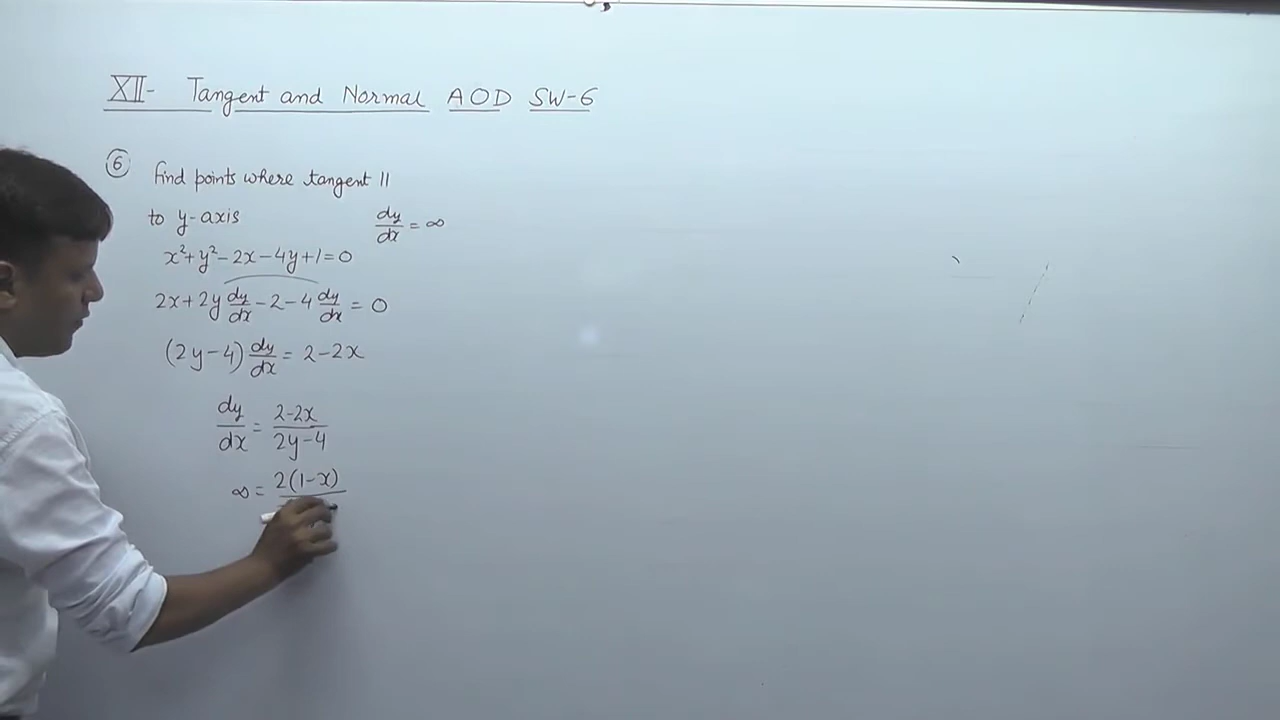 XII- Tangent and Normal AOD SW-6
6 find points where tangent ||
to y-axis dy/dx = ∞
x²+y²-2x-4y+1=0
2x+2y dy/dx -2-4 dy/dx = 0
(2y-4) dy/dx = 2-2x
dy/dx = 2-2x/2y-4
∞ = 2(1-x)